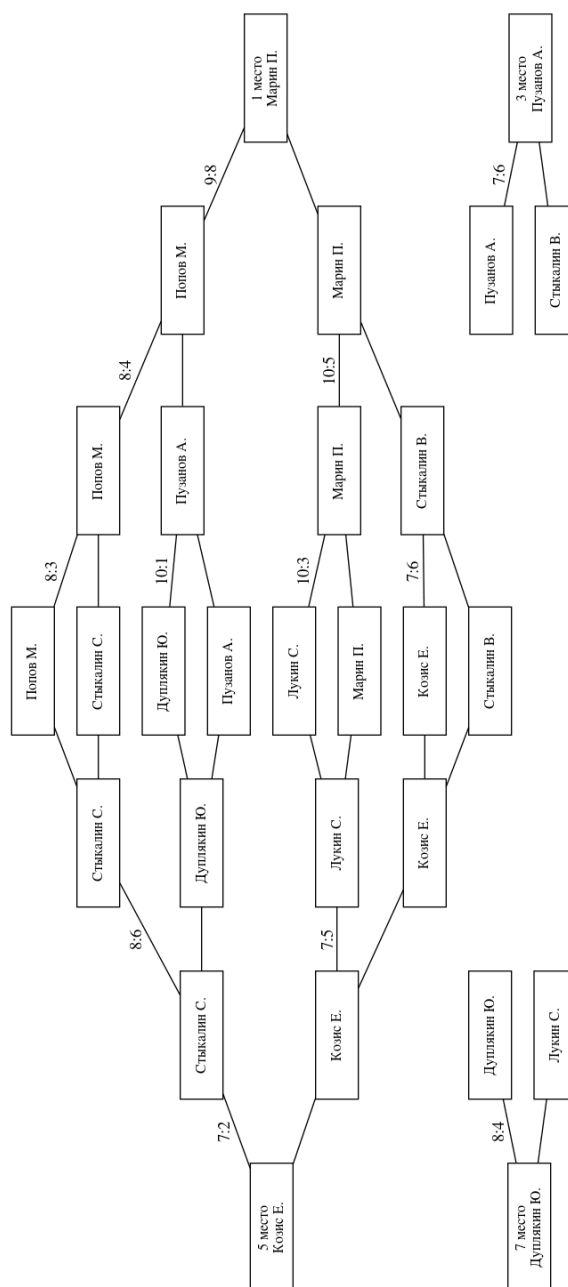 Попов М.
8:3
Стыкалин С.
Стыкалин С.
Попов М.
8:4
8:6
Дуплякин Ю.
10:1
Пузанов А.
Попов М.
Стыкалин С.
Дуплякин Ю.
9:8
7:2
Пузанов А.
5 место
Козис Е.
1 место
Марин П.
Лукин С.
10:3
7:5
10:5
Козис Е.
Лукин С.
Марин П.
Марин П.
Марин П.
7:6
Козис Е.
Козис Е.
Стыкалин В.
Дуплякин Ю.
Стыкалин В.
Пузанов А.
8:4
7:6
7 место
Дуплякин Ю.
3 место
Пузанов А.
Лукин С.
Стыкалин В.